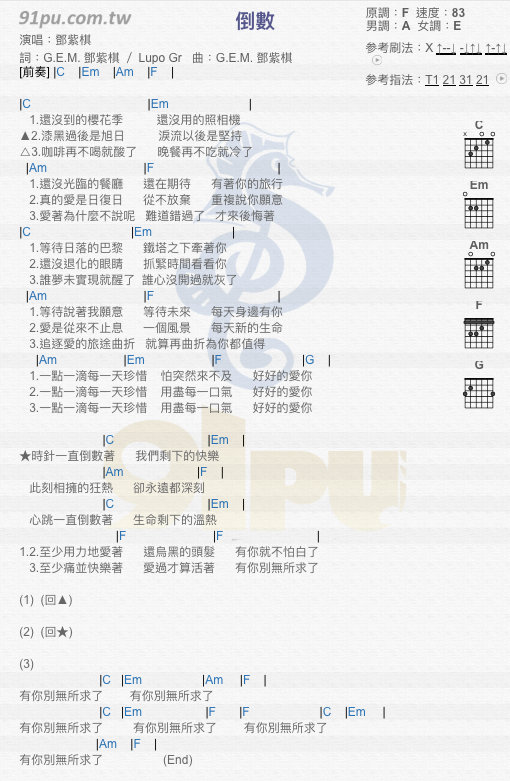 91pu.com.tw
倒數
原調：F 速度：83
男調：A 女調：E
演唱：鄧紫棋
參考刷法：X ↑--↓ -↓↑↓ ↑-↑↓
詞：G.E.M. 鄧紫棋 / Lupo Gr 曲：G.E.M. 鄧紫棋
[前奏] |C |Em |Am |F |
參考指法：T1 21 31 21
|C |Em |
1.還沒到的櫻花季 還沒用的照相機
▲2.漆黑過後是旭日 淚流以後是堅持
△3.咖啡再不喝就酸了 晚餐再不吃就冷了
|Am |F |
1.還沒光臨的餐廳 還在期待 有著你的旅行
2.真的愛是日復日 從不放棄 重複說你願意
3.愛著為什麼不說呢 難道錯過了 才來後悔著
|C |Em |
1.等待日落的巴黎 鐵塔之下牽著你
2.還沒退化的眼睛 抓緊時間看看你
3.誰夢未實現就醒了 誰心沒開過就灰了
|Am |F |
1.等待說著我願意 等待未來 每天身邊有你
2.愛是從來不止息 一個風景 每天新的生命
3.追逐愛的旅途曲折 就算再曲折為你都值得
|Am |Em |F |G |
1.一點一滴每一天珍惜 怕突然來不及 好好的愛你
2.一點一滴每一天珍惜 用盡每一口氣 好好的愛你
3.一點一滴每一天珍惜 用盡每一口氣 好好的愛你
|C |Em |
★時針一直倒數著 我們剩下的快樂
|Am |F |
此刻相擁的狂熱 卻永遠都深刻
|C |Em |
心跳一直倒數著 生命剩下的溫熱
|F |F |
1.2.至少用力地愛著 還烏黑的頭髮 有你就不怕白了
3.至少痛並快樂著 愛過才算活著 有你別無所求了
(1) (回▲)
(2) (回★)
(3)
|C |Em |Am |F |
有你別無所求了 有你別無所求了
|C |Em |F |F |C |Em |
有你別無所求了 有你別無所求了 有你別無所求了
|Am |F |
有你別無所求了 (End)
C
Em
Am
F
G
91PU